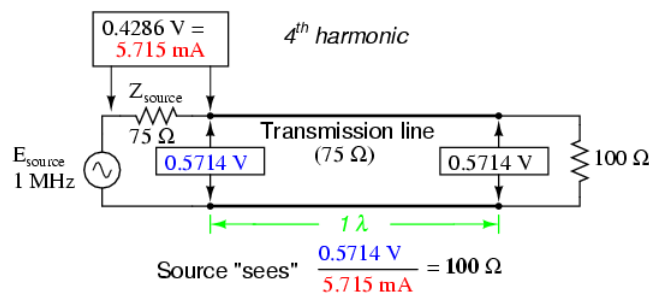 0.4286 V =
5.715 mA
4th harmonic
Zsource
75 Ω
Transmission line
(75 Ω)
Esource
1 MHz
0.5714 V
0.5714 V
100 Ω
1 λ
Source "sees" 0.5714 V / 5.715 mA = 100 Ω